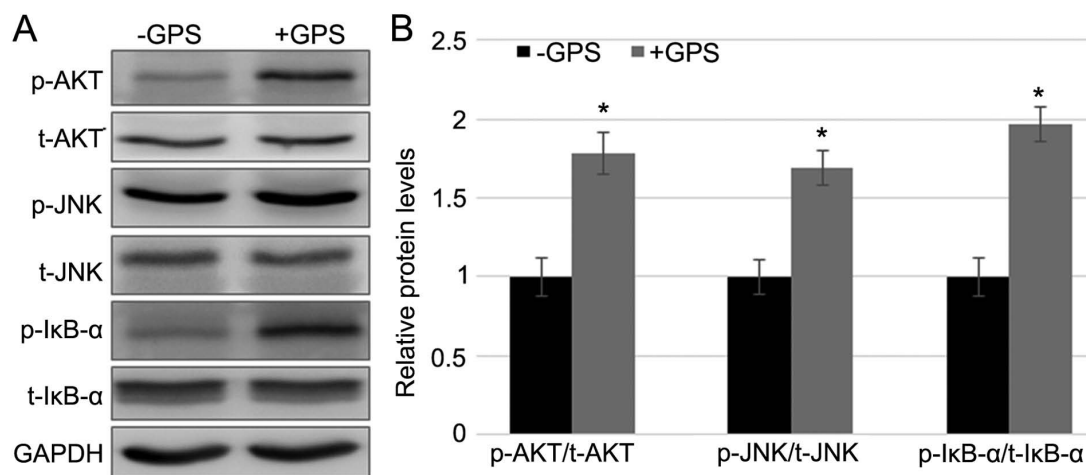 A
-GPS +GPS
p-AKT
t-AKT
p-JNK
t-JNK
p-IκB-α
t-IκB-α
GAPDH
B
-GPS +GPS
Relative protein levels
2.5
2
1.5
1
0.5
0
*
*
*
p-AKT/t-AKT p-JNK/t-JNK p-IκB-α/t-IκB-α